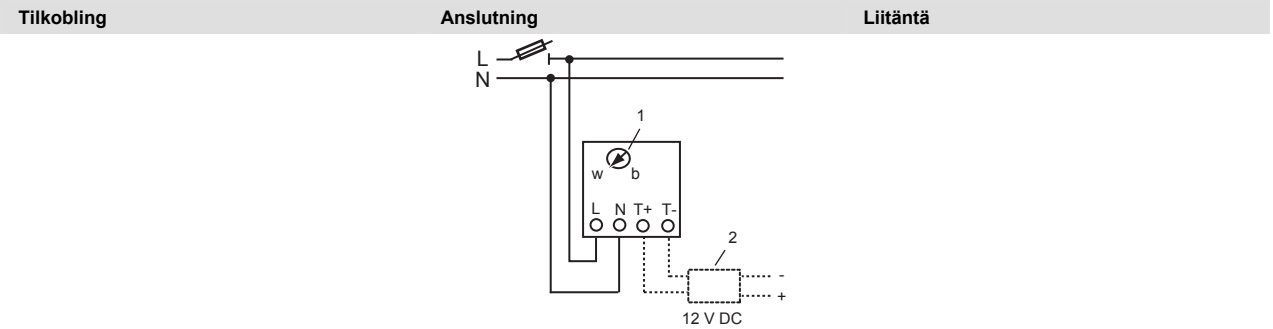 Tilkobling Anslutning Liitäntä
L
N
1
w b
L N T+ T-
2
-
+
12 V DC